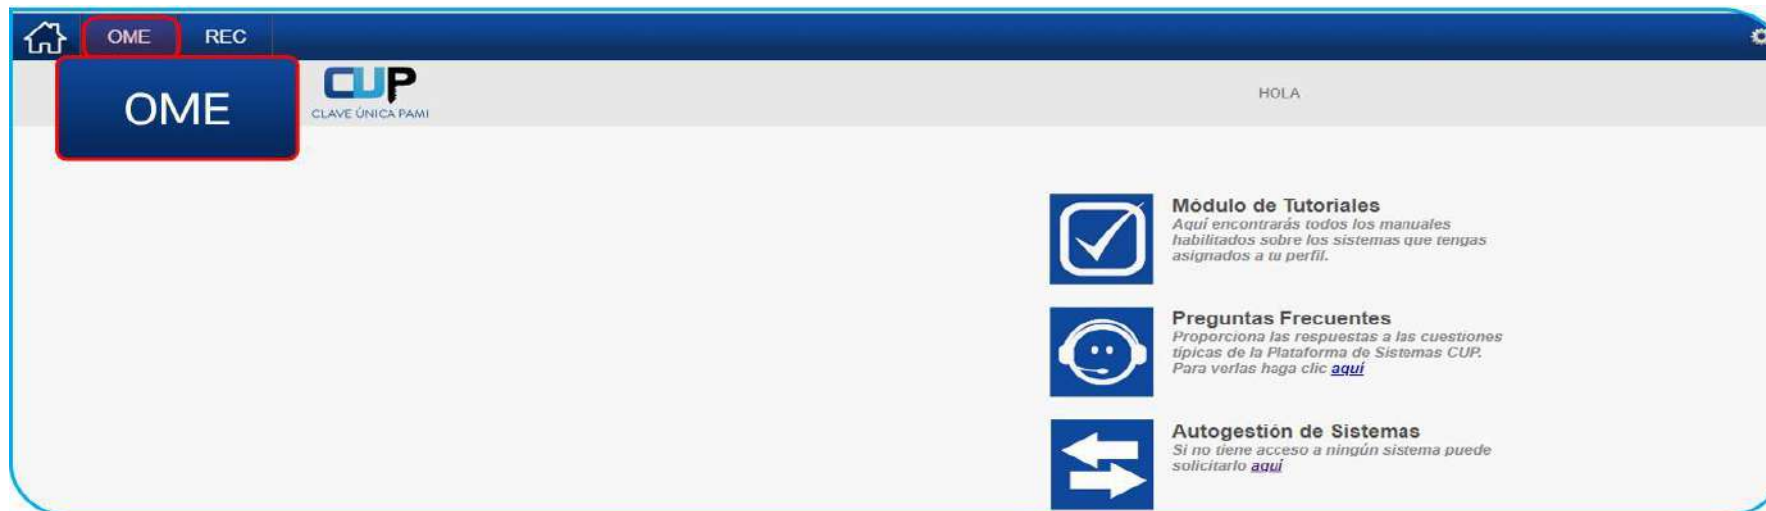 OME REC
OME
CUP
CLAVE ÚNICA PAMI
HOLA
Módulo de Tutoriales
Aquí encontrarás todos los manuales
habilitados sobre los sistemas que tengas
asignados a tu perfil.
Preguntas Frecuentes
Proporciona las respuestas a las cuestiones
típicas de la Plataforma de Sistemas CUP.
Para verlas haga clic aquí
Autogestión de Sistemas
Si no tiene acceso a ningún sistema puede
solicitarlo aquí